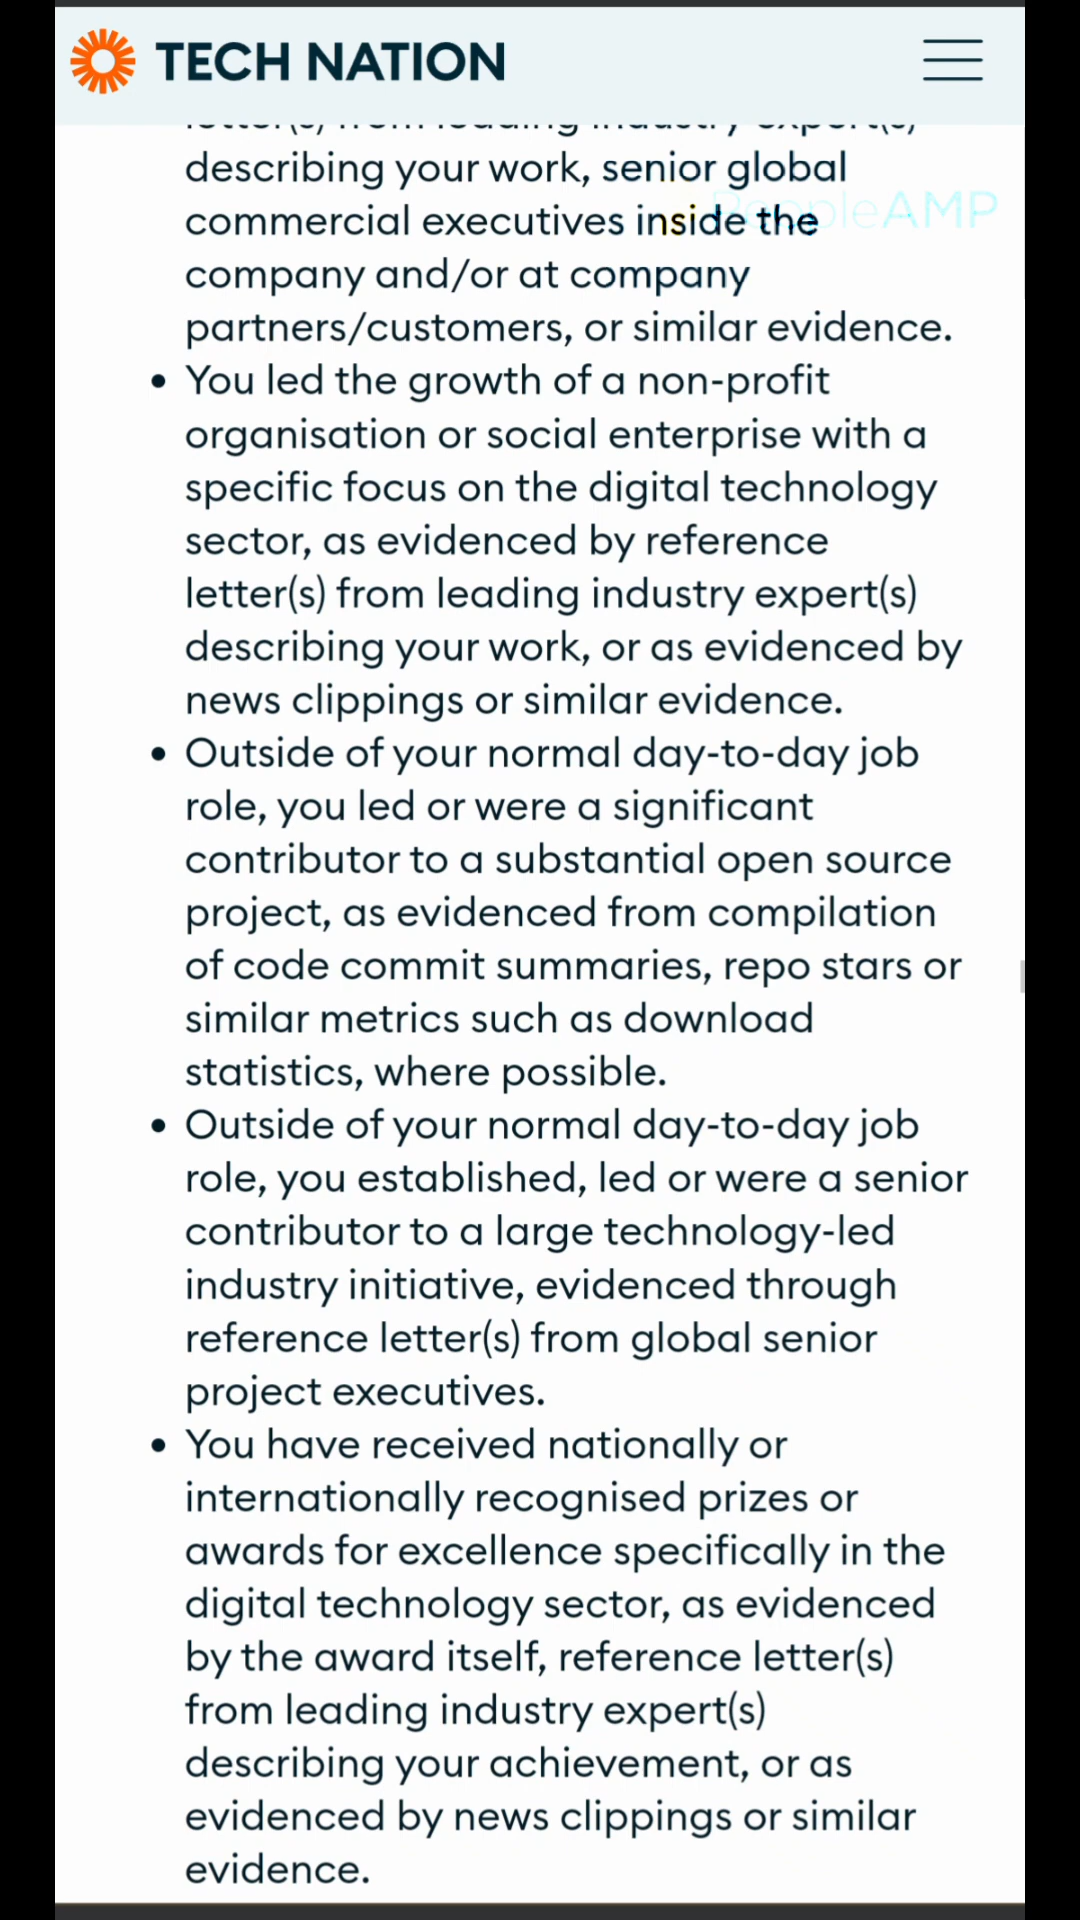 TECH NATION
letter(s) from leading industry expert(s)
describing your work, senior global
commercial executives inside the
PeopleAMP
company and/or at company
partners/customers, or similar evidence.
• You led the growth of a non-profit
organisation or social enterprise with a
specific focus on the digital technology
sector, as evidenced by reference
letter(s) from leading industry expert(s)
describing your work, or as evidenced by
news clippings or similar evidence.
• Outside of your normal day-to-day job
role, you led or were a significant
contributor to a substantial open source
project, as evidenced from compilation
of code commit summaries, repo stars or
similar metrics such as download
statistics, where possible.
• Outside of your normal day-to-day job
role, you established, led or were a senior
contributor to a large technology-led
industry initiative, evidenced through
reference letter(s) from global senior
project executives.
• You have received nationally or
internationally recognised prizes or
awards for excellence specifically in the
digital technology sector, as evidenced
by the award itself, reference letter(s)
from leading industry expert(s)
describing your achievement, or as
evidenced by news clippings or similar
evidence.